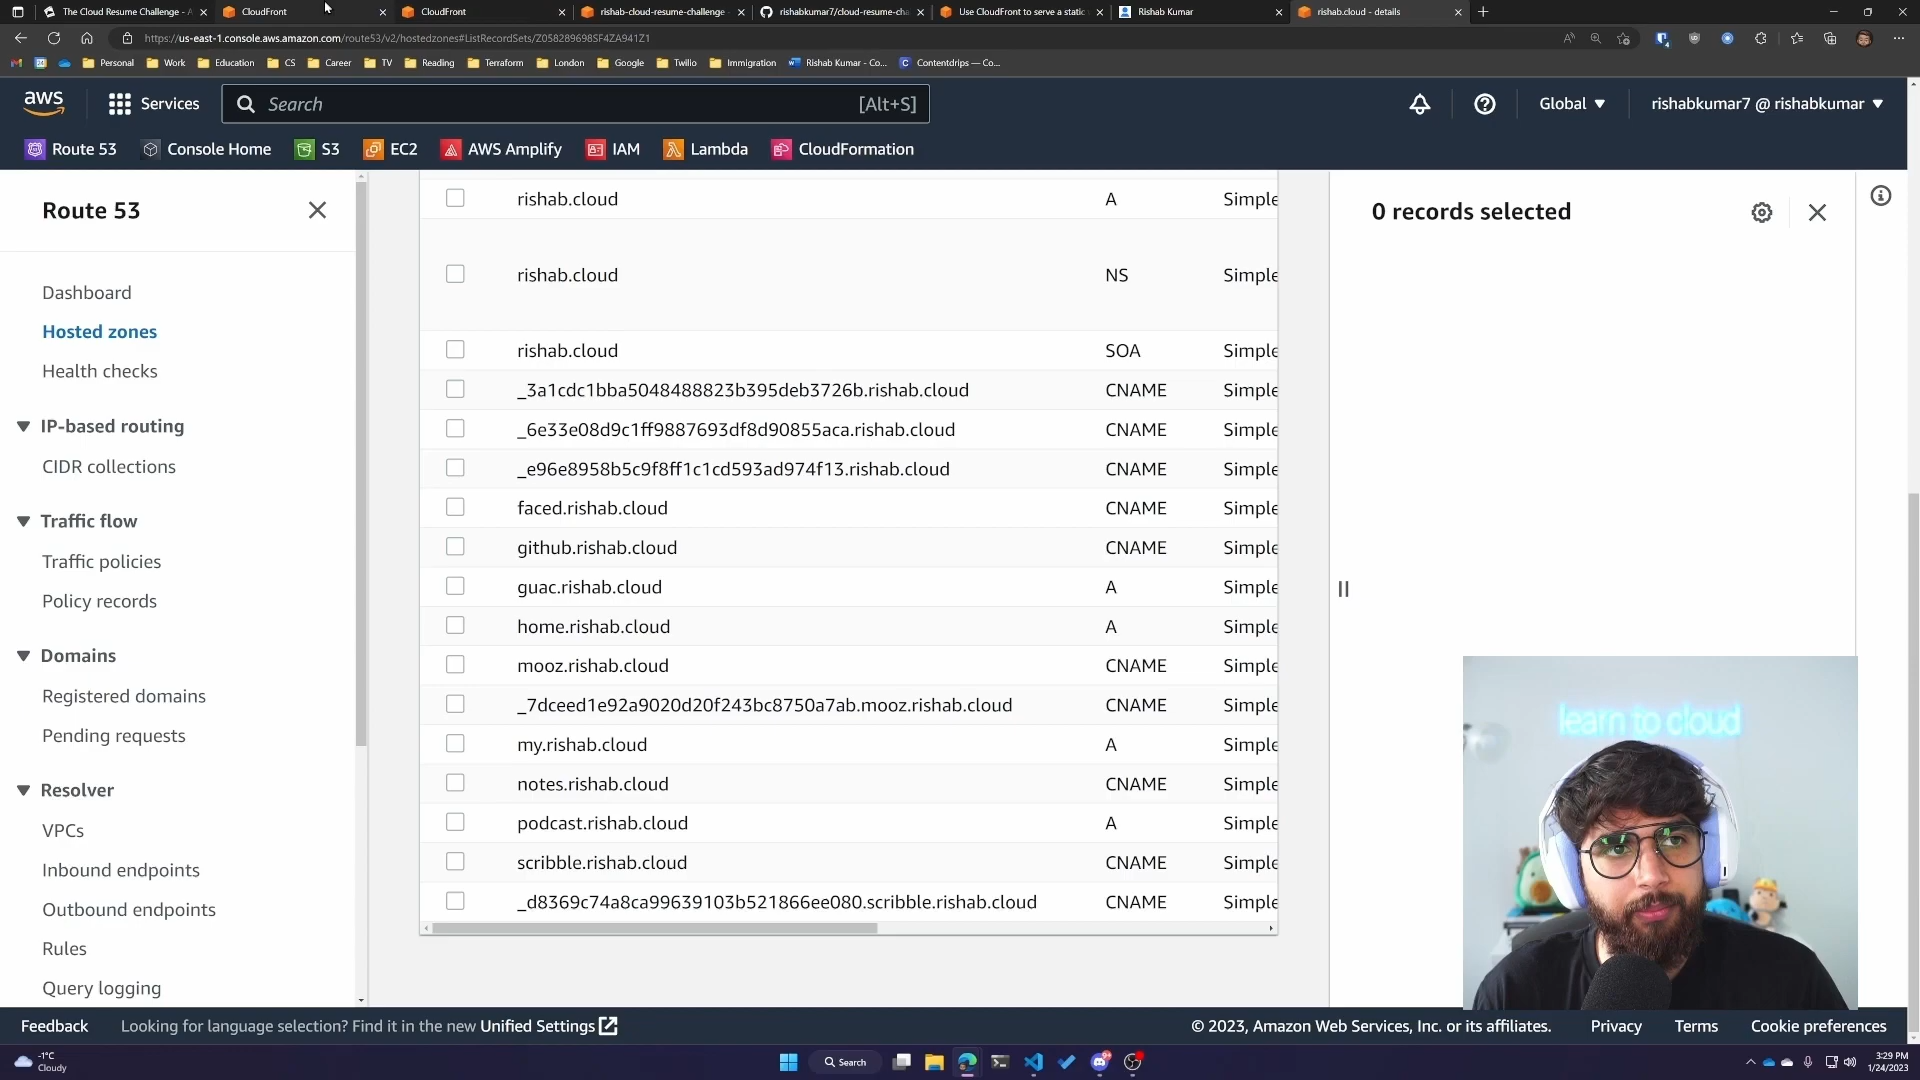 The Cloud Resume Challenge - A
CloudFront
CloudFront
rishab-cloud-resume-challenge
rishabkumar7/cloud-resume-cha
Use CloudFront to serve a static
Rishab Kumar
rishab.cloud - details
https://us-east-1.console.aws.amazon.com/route53/v2/hostedzones#ListRecordSets/Z058289698SF4ZA941Z1
Personal
Work
Education
CS
Career
TV
Reading
Terraform
London
Google
Twilio
Immigration
Rishab Kumar - Co...
Contentdrips — Co...
aws
Services
Search
[Alt+S]
Global
rishabkumar7 @ rishabkumar
Route 53
Console Home
S3
EC2
AWS Amplify
IAM
Lambda
CloudFormation
Route 53
Dashboard
Hosted zones
Health checks
IP-based routing
CIDR collections
Traffic flow
Traffic policies
Policy records
Domains
Registered domains
Pending requests
Resolver
VPCs
Inbound endpoints
Outbound endpoints
Rules
Query logging
rishab.cloud A Simple
rishab.cloud NS Simple
rishab.cloud SOA Simple
_3a1cdc1bba5048488823b395deb3726b.rishab.cloud CNAME Simple
_6e33e08d9c1ff9887693df8d90855aca.rishab.cloud CNAME Simple
_e96e8958b5c9f8ff1c1cd593ad974f13.rishab.cloud CNAME Simple
faced.rishab.cloud CNAME Simple
github.rishab.cloud CNAME Simple
guac.rishab.cloud A Simple
home.rishab.cloud A Simple
mooz.rishab.cloud CNAME Simple
_7dceed1e92a9020d20f243bc8750a7ab.mooz.rishab.cloud CNAME Simple
my.rishab.cloud A Simple
notes.rishab.cloud CNAME Simple
podcast.rishab.cloud A Simple
scribble.rishab.cloud CNAME Simple
_d8369c74a8ca99639103b521866ee080.scribble.rishab.cloud CNAME Simple
0 records selected
learn to cloud
Feedback
Looking for language selection? Find it in the new Unified Settings
© 2023, Amazon Web Services, Inc. or its affiliates.
Privacy
Terms
Cookie preferences
-1°C
Cloudy
Search
3:29 PM
1/24/2023